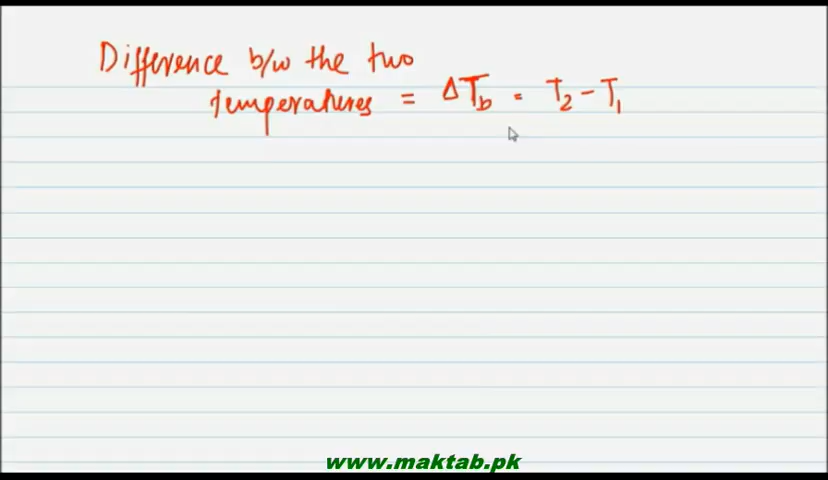 Difference b/w the two
temperatures = ΔTb = T2 - T1
www.maktab.pk